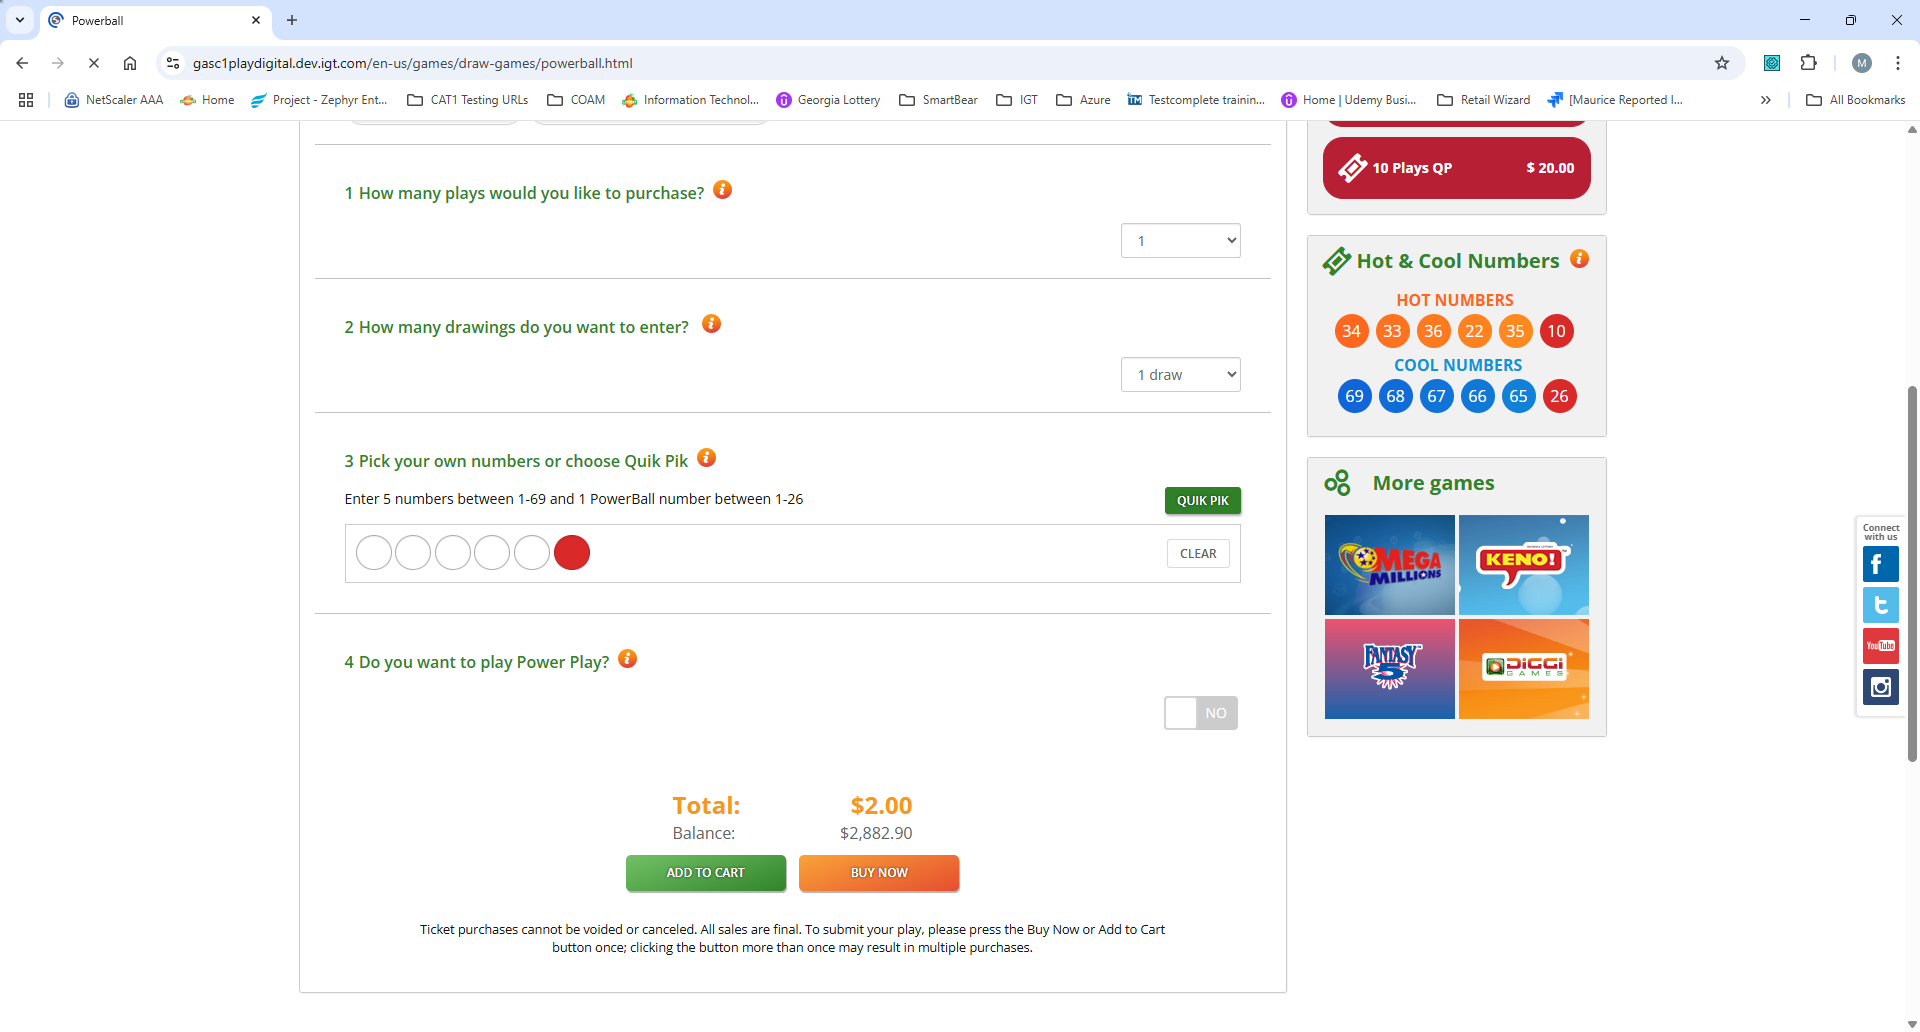 Powerball
gasc1playdigital.dev.igt.com/en-us/games/draw-games/powerball.html
M
NetScaler AAA
Home
Project - Zephyr Ent...
CAT1 Testing URLs
COAM
Information Technol...
Georgia Lottery
SmartBear
IGT
Azure
Testcomplete trainin...
Home | Udemy Busi...
Retail Wizard
[Maurice Reported I...
All Bookmarks
1 How many plays would you like to purchase?
1
2 How many drawings do you want to enter?
1 draw
3 Pick your own numbers or choose Quik Pik
Enter 5 numbers between 1-69 and 1 PowerBall number between 1-26
QUIK PIK
CLEAR
4 Do you want to play Power Play?
NO
Total: $2.00
Balance: $2,882.90
ADD TO CART
BUY NOW
Ticket purchases cannot be voided or canceled. All sales are final. To submit your play, please press the Buy Now or Add to Cart
button once; clicking the button more than once may result in multiple purchases.
10 Plays QP $ 20.00
Hot & Cool Numbers
HOT NUMBERS
34 33 36 22 35 10
COOL NUMBERS
69 68 67 66 65 26
More games
MEGA
MILLIONS
KENO!
FANTASY
5
DIGGI
GAMES
Connect
with us
YouTube